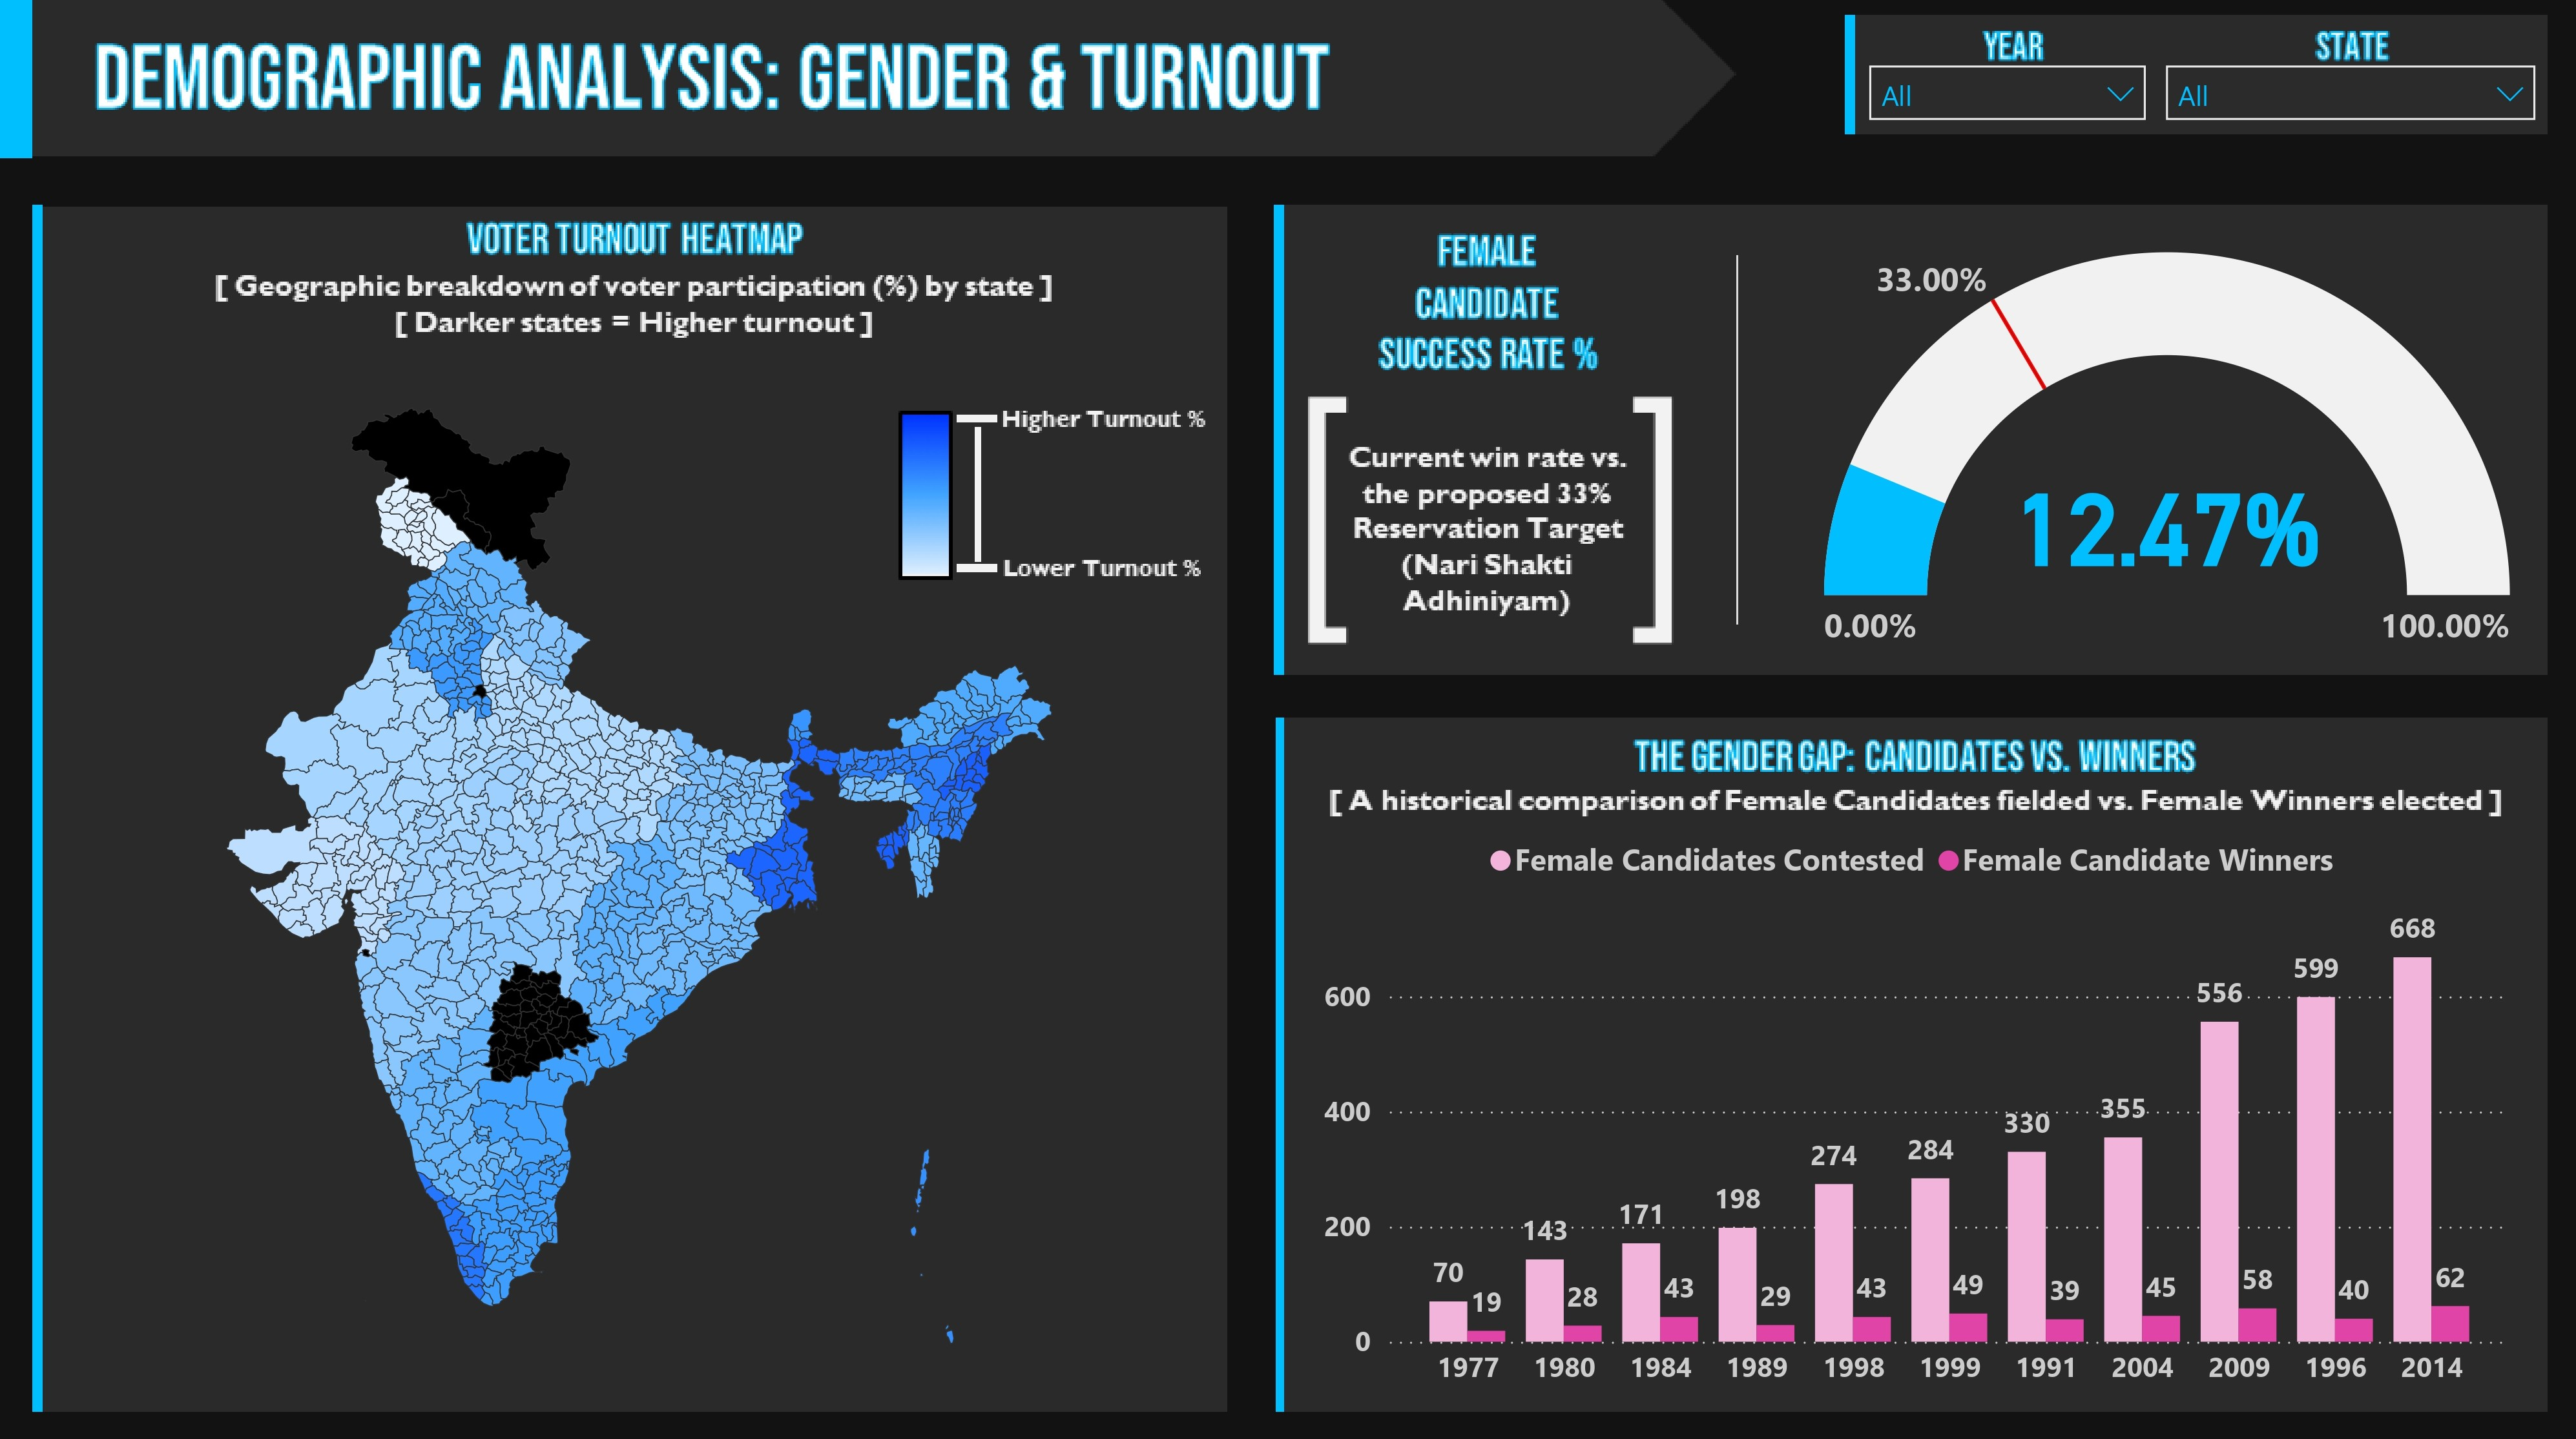 DEMOGRAPHIC ANALYSIS: GENDER & TURNOUT
YEAR
All
STATE
All
VOTER TURNOUT HEATMAP
[ Geographic breakdown of voter participation (%) by state ]
[ Darker states = Higher turnout ]
Higher Turnout %
Lower Turnout %
FEMALE
CANDIDATE
SUCCESS RATE %
Current win rate vs.
the proposed 33%
Reservation Target
(Nari Shakti
Adhiniyam)
33.00%
12.47%
0.00%
100.00%
THE GENDER GAP: CANDIDATES VS. WINNERS
[ A historical comparison of Female Candidates fielded vs. Female Winners elected ]
Female Candidates Contested
Female Candidate Winners
600
400
200
0
70
19
143
28
171
43
198
29
274
43
284
49
330
39
355
45
556
58
599
40
668
62
1977
1980
1984
1989
1998
1999
1991
2004
2009
1996
2014